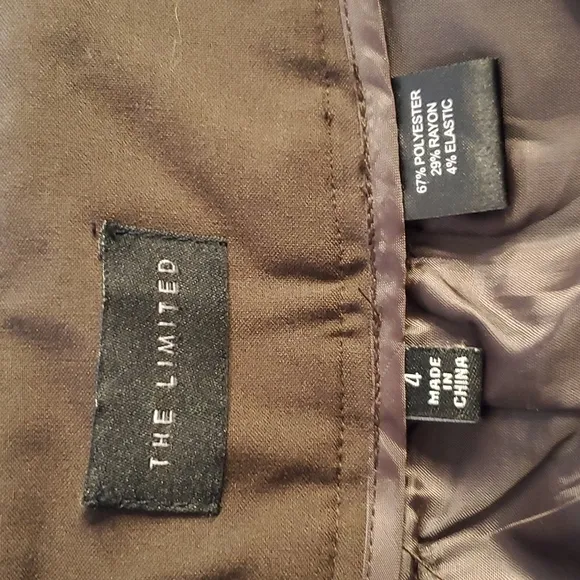 THE LIMITED
67% POLYESTER
29% RAYON
4% ELASTIC
4
MADE
IN
CHINA